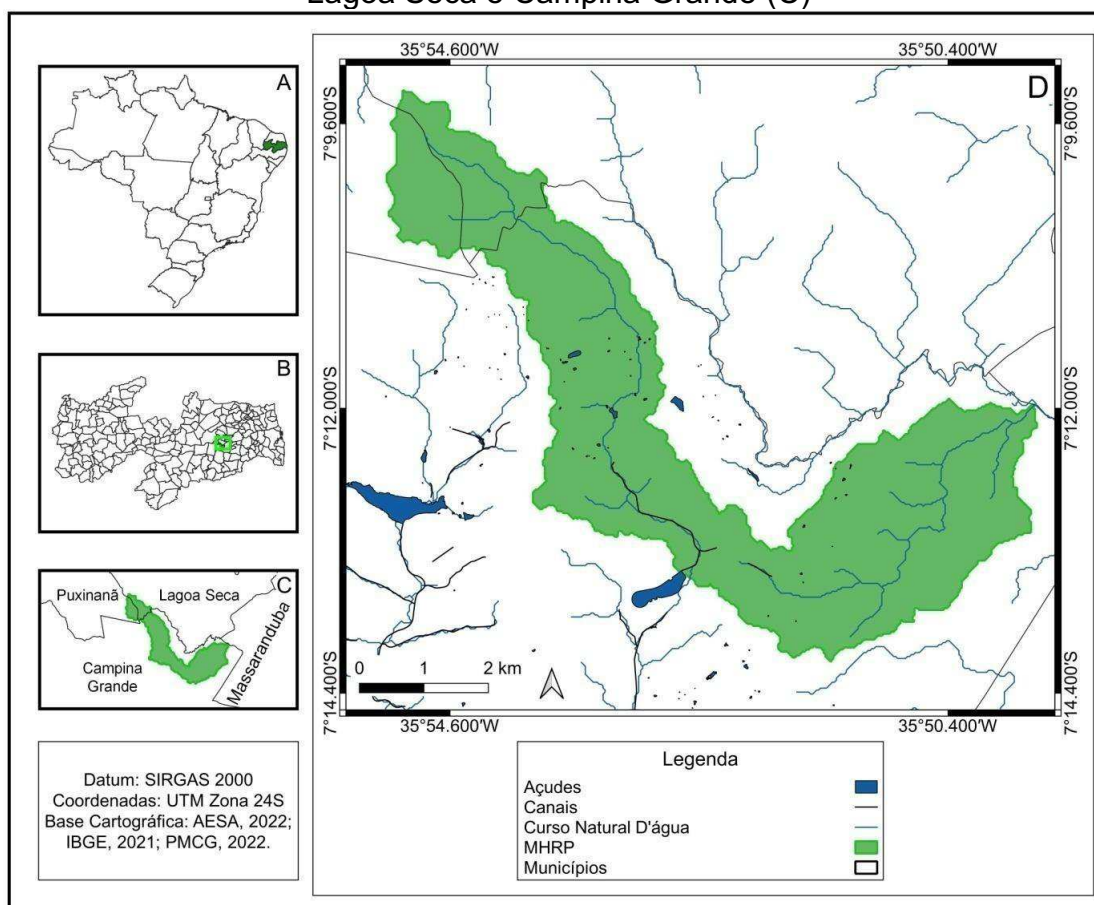 Lagoa Seca e Campina Grande (C)
A
B
C
Puxinanã
Lagoa Seca
Campina
Grande
Massaranduba
Datum: SIRGAS 2000
Coordenadas: UTM Zona 24S
Base Cartográfica: AESA, 2022;
IBGE, 2021; PMCG, 2022.
35°54.600'W
35°50.400'W
D
7°9.600'S
7°9.600'S
7°12.000'S
7°12.000'S
7°14.400'S
7°14.400'S
0 1 2 km
35°54.600'W
35°50.400'W
Legenda
Açudes
Canais
Curso Natural D'água
MHRP
Municípios